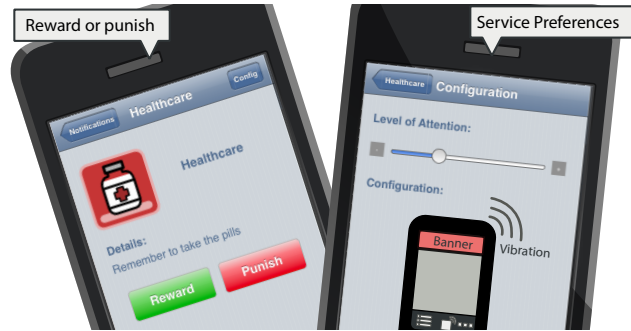 Reward or punish
Notifications
Healthcare
Config
Healthcare
Details:
Remember to take the pills
Reward
Punish
Service Preferences
Healthcare
Configuration
Level of Attention:
-
+
Configuration:
Banner
Vibration